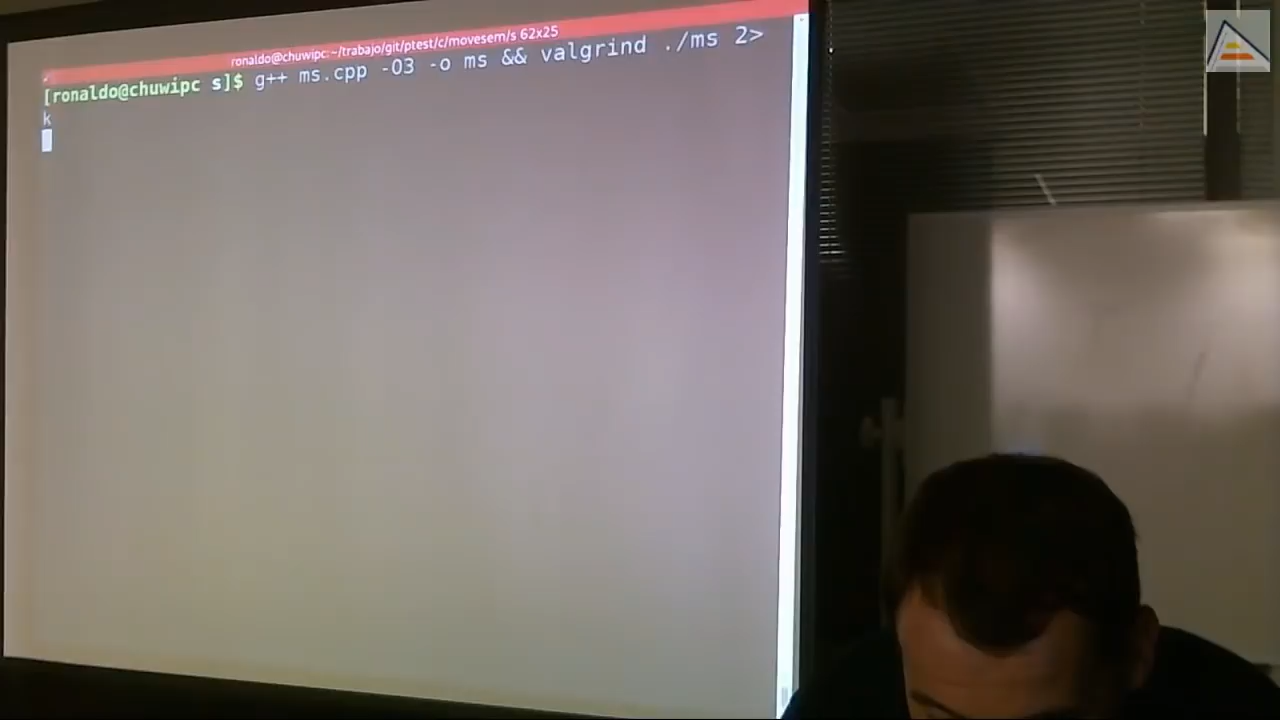 ronaldo@chuwipc:~/trabajo/git/ptest/c/movesem/s 62x25
[ronaldo@chuwipc s]$ g++ ms.cpp -O3 -o ms && valgrind ./ms 2>
k